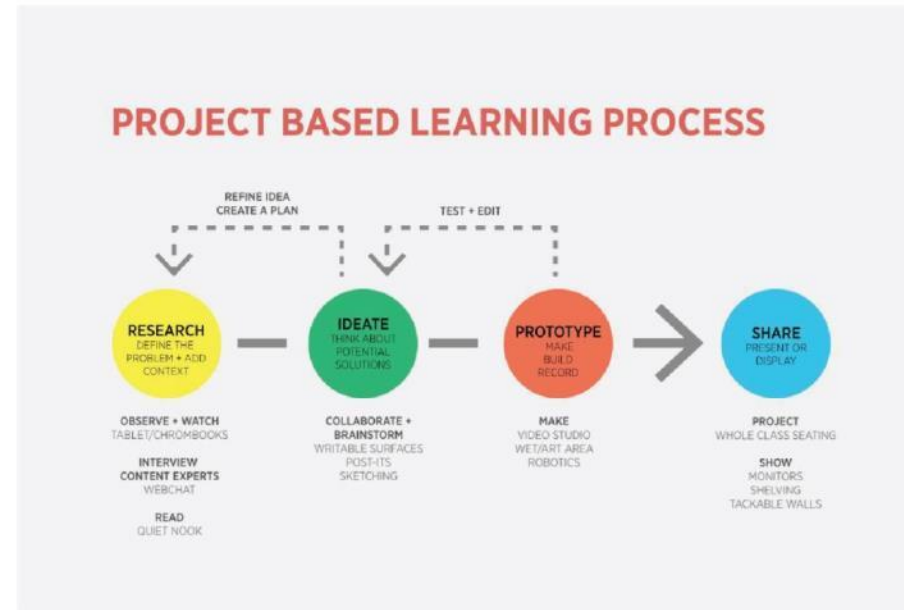 PROJECT BASED LEARNING PROCESS
REFINE IDEA
CREATE A PLAN
TEST + EDIT
RESEARCH
DEFINE THE
PROBLEM + ADD
CONTEXT
IDEATE
THINK ABOUT
POTENTIAL
SOLUTIONS
PROTOTYPE
MAKE
BUILD
RECORD
SHARE
PRESENT OR
DISPLAY
OBSERVE + WATCH
TABLET/CHROMBOOKS
INTERVIEW
CONTENT EXPERTS
WEBCHAT
READ
QUIET NOOK
COLLABORATE +
BRAINSTORM
WRITABLE SURFACES
POST-ITS
SKETCHING
MAKE
VIDEO STUDIO
WET/ART AREA
ROBOTICS
PROJECT
WHOLE CLASS SEATING
SHOW
MONITORS
SHELVING
TACKABLE WALLS